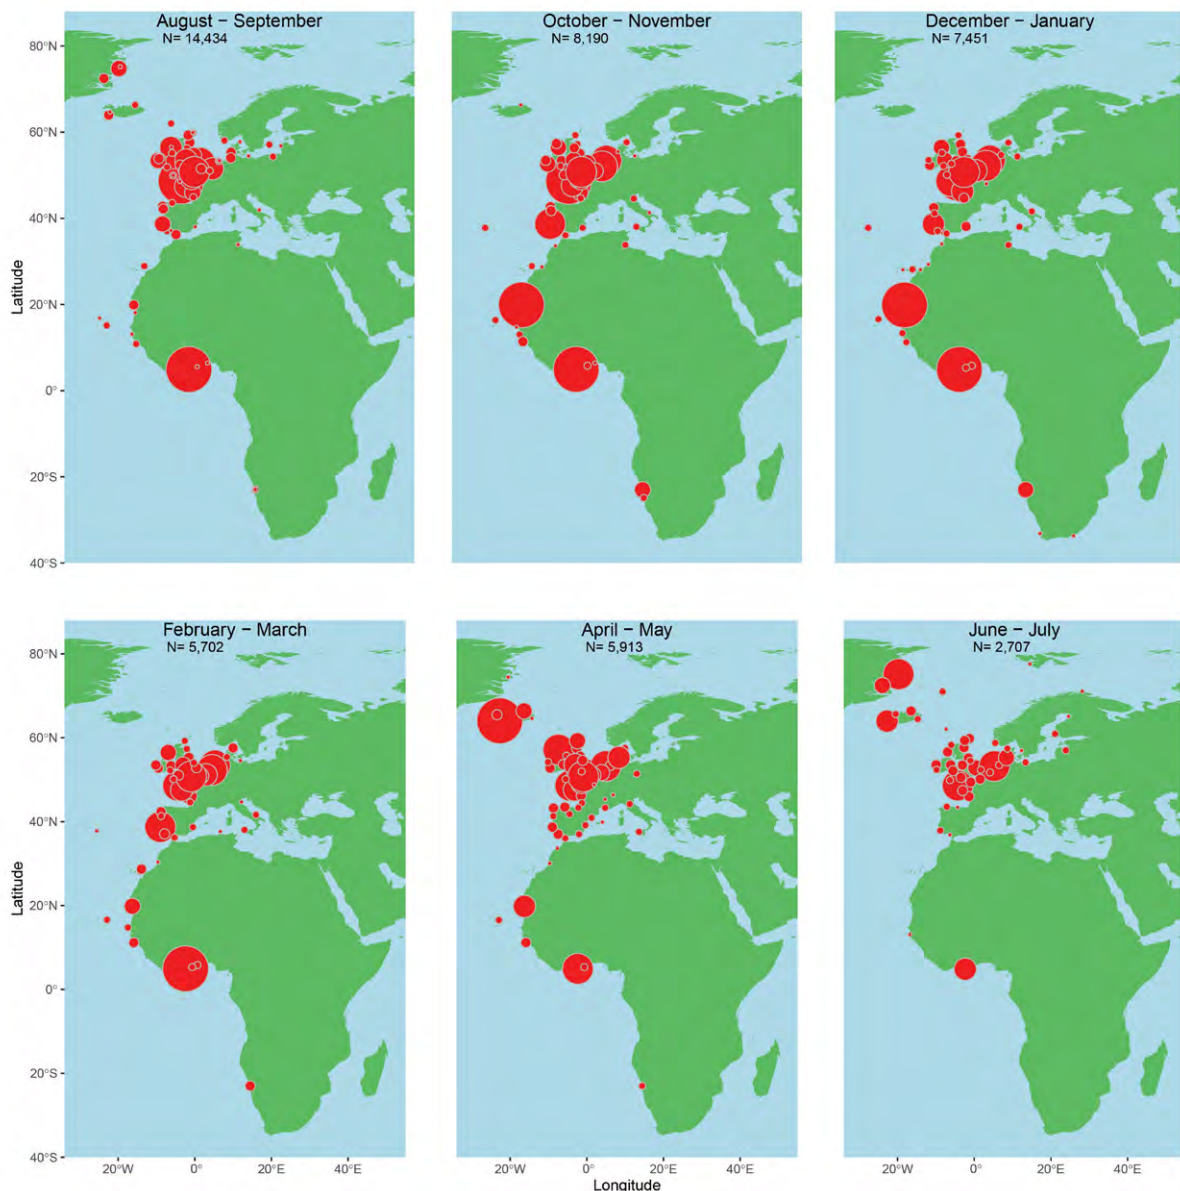 August − September
N= 14,434
October − November
N= 8,190
December − January
N= 7,451
80°N
60°N
40°N
20°N
0°
20°S
40°S
Latitude
February − March
N= 5,702
April − May
N= 5,913
June − July
N= 2,707
80°N
60°N
40°N
20°N
0°
20°S
40°S
Latitude
20°W 0° 20°E 40°E 20°W 0° 20°E 40°E 20°W 0° 20°E 40°E
Longitude